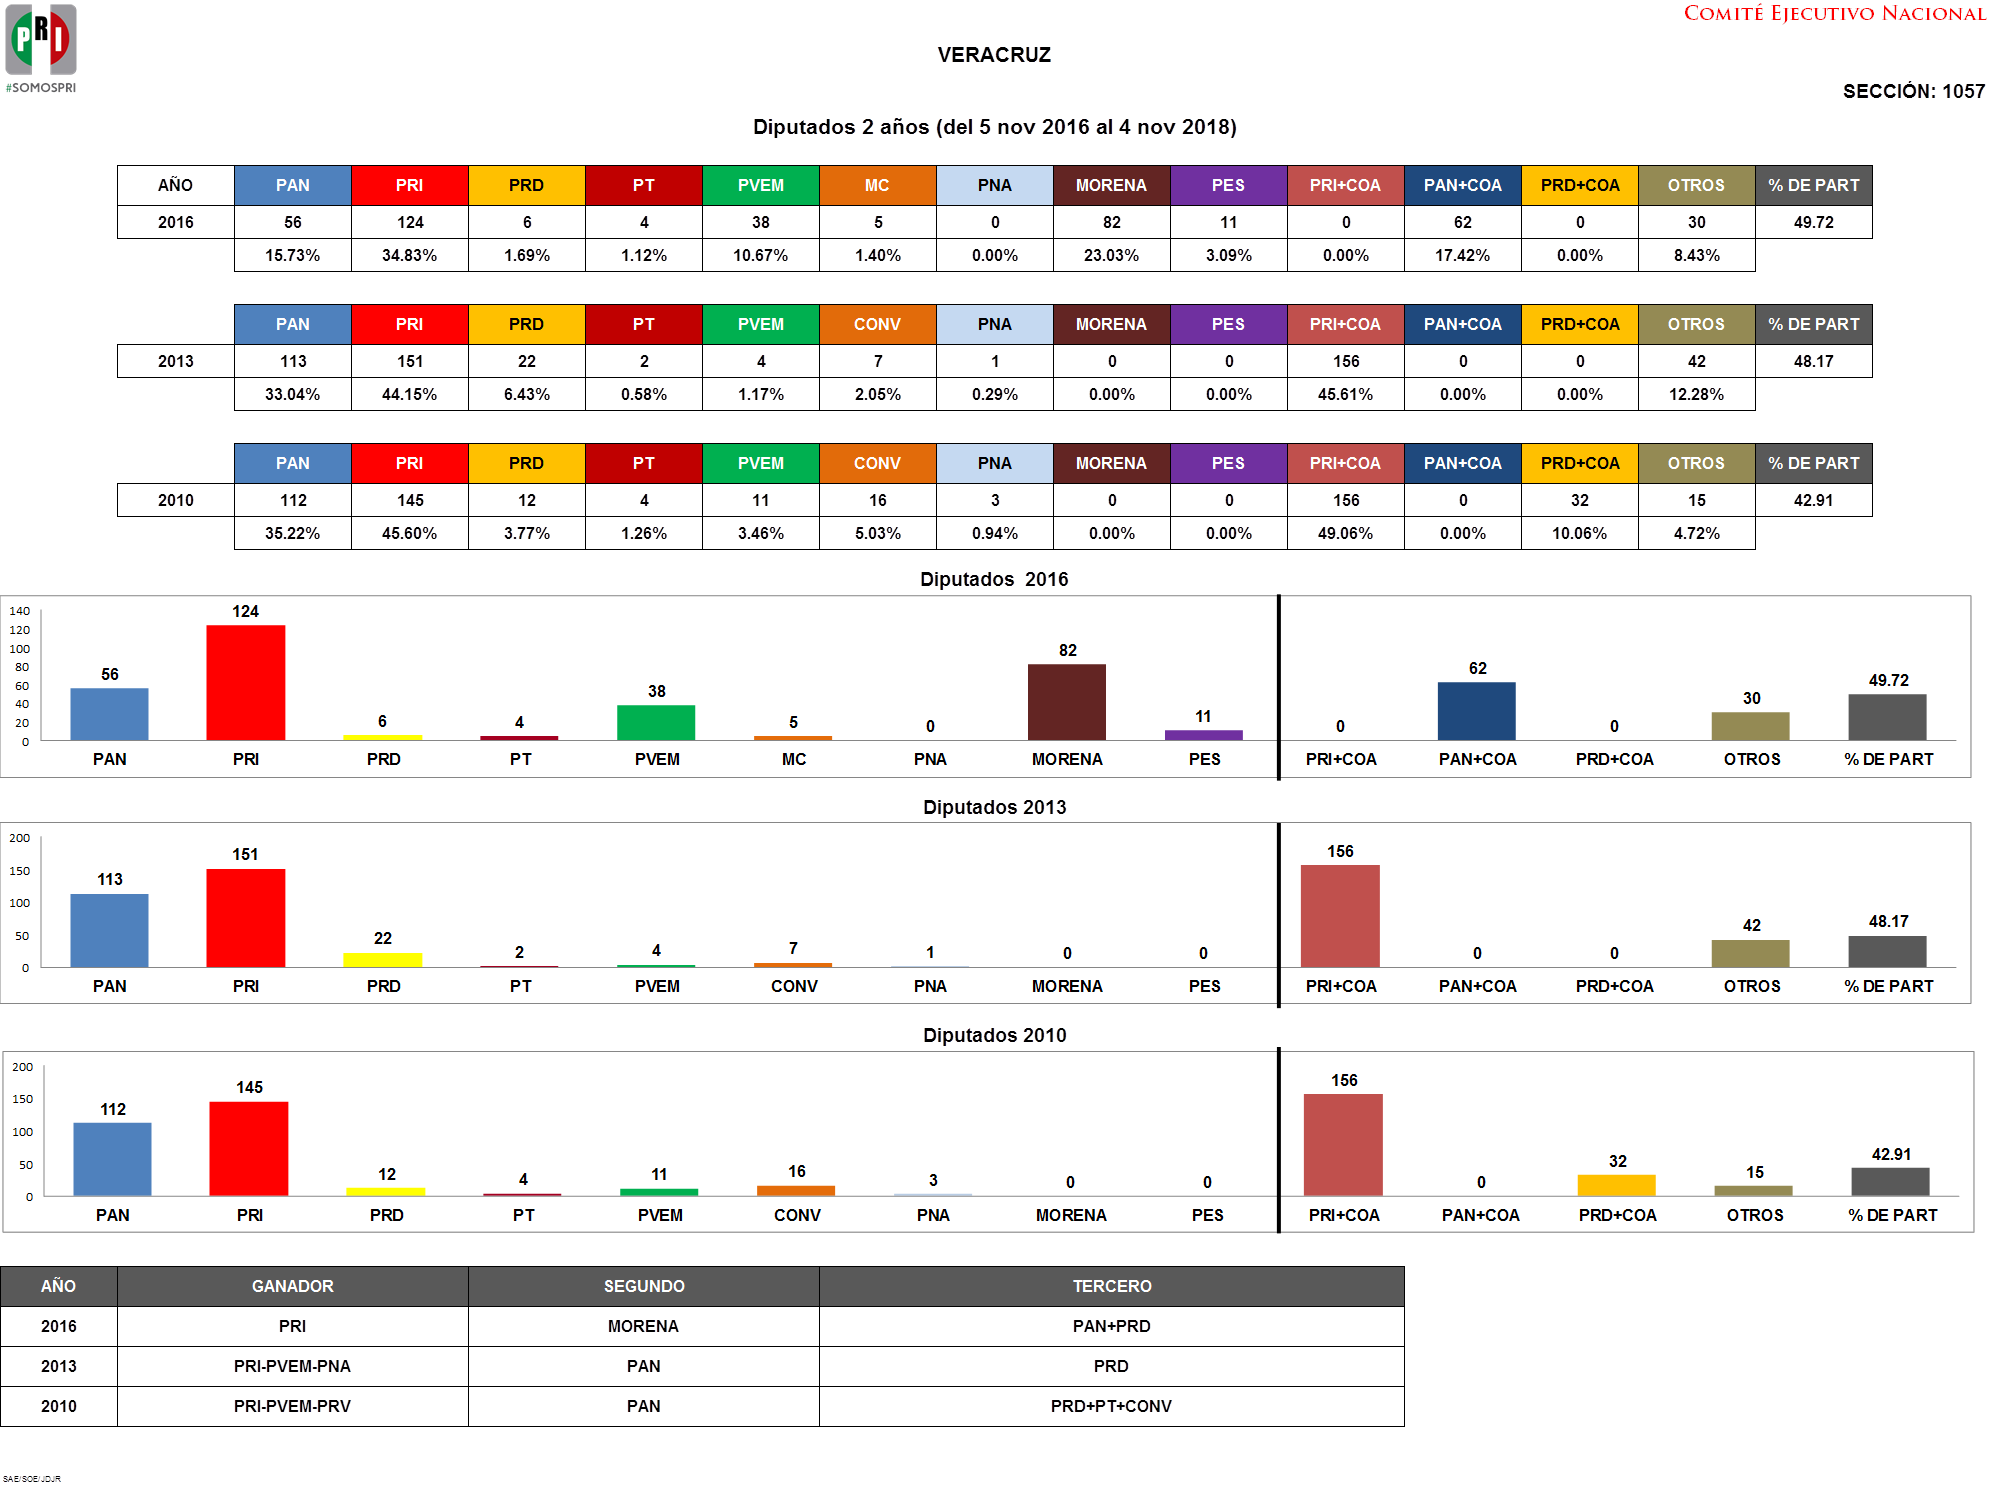 PRI
#SOMOSPRI
COMITÉ EJECUTIVO NACIONAL
VERACRUZ
SECCIÓN: 1057
Diputados 2 años (del 5 nov 2016 al 4 nov 2018)
AÑO PAN PRI PRD PT PVEM MC PNA MORENA PES PRI+COA PAN+COA PRD+COA OTROS % DE PART
2016 56 124 6 4 38 5 0 82 11 0 62 0 30 49.72
15.73% 34.83% 1.69% 1.12% 10.67% 1.40% 0.00% 23.03% 3.09% 0.00% 17.42% 0.00% 8.43%
PAN PRI PRD PT PVEM CONV PNA MORENA PES PRI+COA PAN+COA PRD+COA OTROS % DE PART
2013 113 151 22 2 4 7 1 0 0 156 0 0 42 48.17
33.04% 44.15% 6.43% 0.58% 1.17% 2.05% 0.29% 0.00% 0.00% 45.61% 0.00% 0.00% 12.28%
PAN PRI PRD PT PVEM CONV PNA MORENA PES PRI+COA PAN+COA PRD+COA OTROS % DE PART
2010 112 145 12 4 11 16 3 0 0 156 0 32 15 42.91
35.22% 45.60% 3.77% 1.26% 3.46% 5.03% 0.94% 0.00% 0.00% 49.06% 0.00% 10.06% 4.72%
Diputados 2016
140
120
100
80
60
40
20
0
56 124 6 4 38 5 0 82 11 0 62 0 30 49.72
PAN PRI PRD PT PVEM MC PNA MORENA PES PRI+COA PAN+COA PRD+COA OTROS % DE PART
Diputados 2013
200
150
100
50
0
113 151 22 2 4 7 1 0 0 156 0 0 42 48.17
PAN PRI PRD PT PVEM CONV PNA MORENA PES PRI+COA PAN+COA PRD+COA OTROS % DE PART
Diputados 2010
200
150
100
50
0
112 145 12 4 11 16 3 0 0 156 0 32 15 42.91
PAN PRI PRD PT PVEM CONV PNA MORENA PES PRI+COA PAN+COA PRD+COA OTROS % DE PART
AÑO GANADOR SEGUNDO TERCERO
2016 PRI MORENA PAN+PRD
2013 PRI-PVEM-PNA PAN PRD
2010 PRI-PVEM-PRV PAN PRD+PT+CONV
SAE/SOE/JDJR